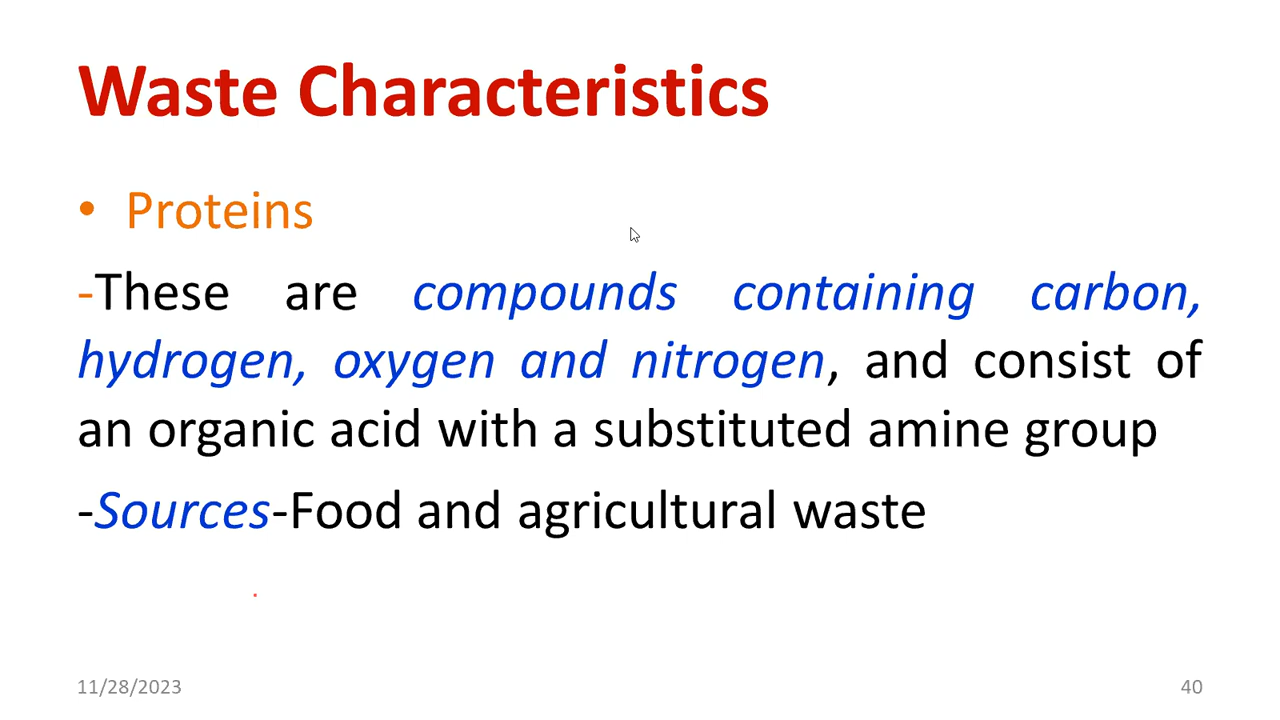 Waste Characteristics
• Proteins
-These are compounds containing carbon,
hydrogen, oxygen and nitrogen, and consist of
an organic acid with a substituted amine group
-Sources-Food and agricultural waste
11/28/2023
40